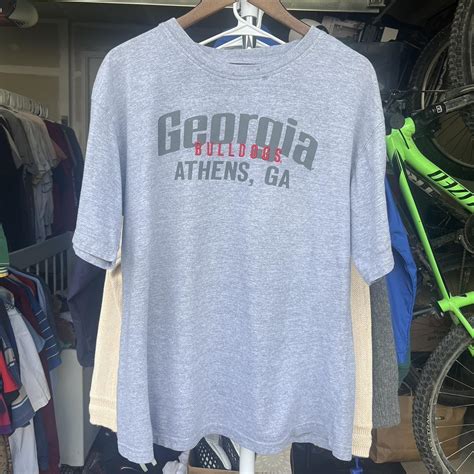 Georgia
BULLDOGS
ATHENS, GA